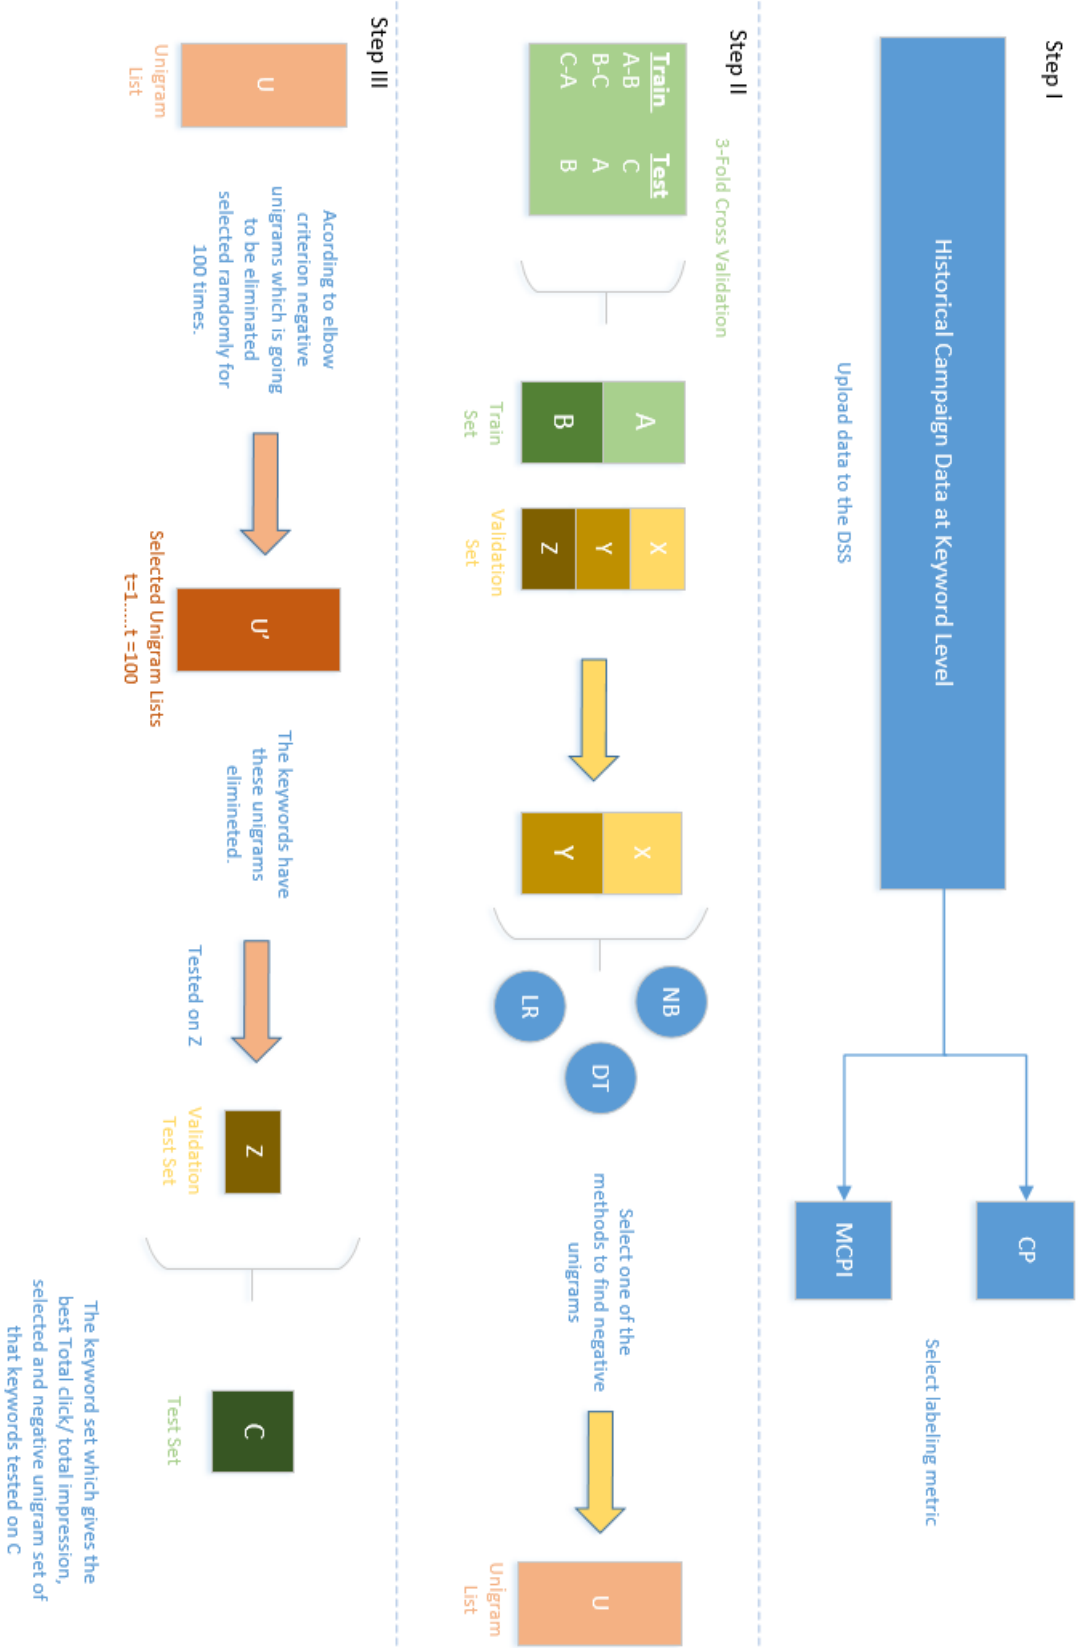 Step I
Historical Campaign Data at Keyword Level
Upload data to the DSS
CP
MCPI
Select labeling metric
Step II
3-Fold Cross Validation
Train Test
A-B C
B-C A
C-A B
A
B
Train
Set
X
Y
Z
Validation
Set
X
Y
NB
LR
DT
Select one of the
methods to find negative
unigrams
U
Unigram
List
Step III
U
Unigram
List
Acording to elbow
criterion negative
unigrams which is going
to be eliminated
selected ramdomly for
100 times.
U'
Selected Unigram Lists
t=1.....t =100
The keywords have
these unigrams
elimineted.
Tested on Z
Z
Validation
Test Set
C
Test Set
The keyword set which gives the
best Total click/ total impression,
selected and negative unigram set of
that keywords tested on C